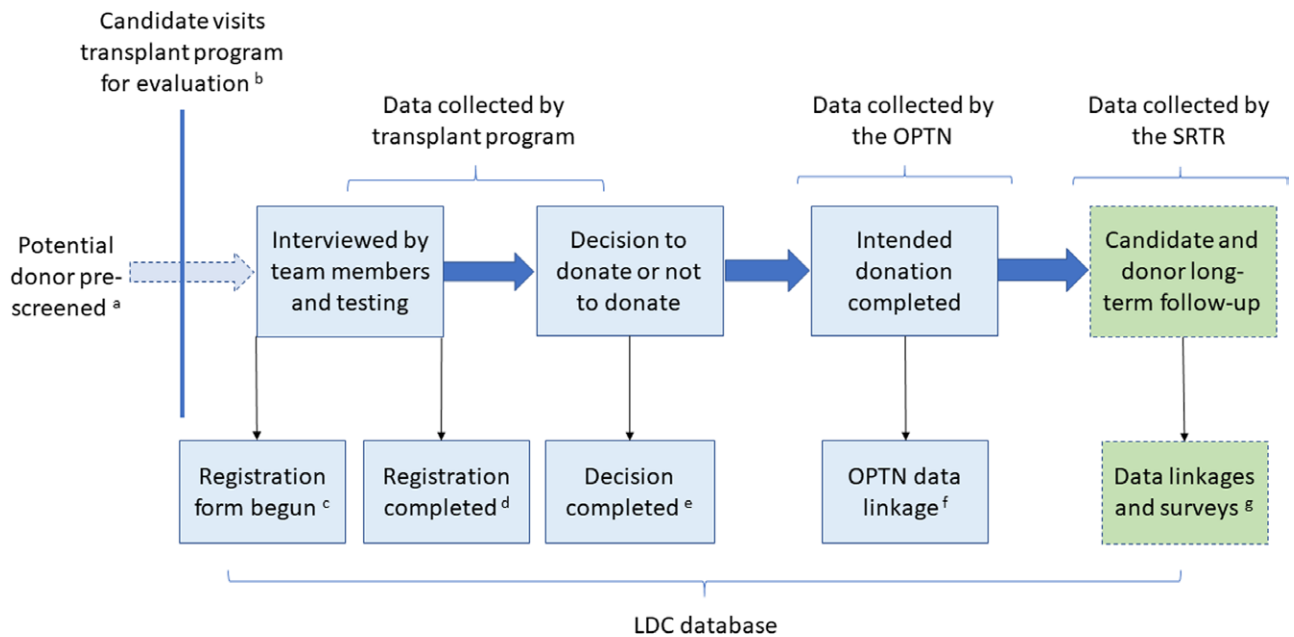 Candidate visits
transplant program
for evaluation b
Data collected by
transplant program
Data collected by
the OPTN
Data collected by
the SRTR
Potential
donor pre-
screened a
Interviewed by
team members
and testing
Decision to
donate or not
to donate
Intended
donation
completed
Candidate and
donor long-
term follow-up
Registration
form begun c
Registration
completed d
Decision
completed e
OPTN data
linkage f
Data linkages
and surveys g
LDC database